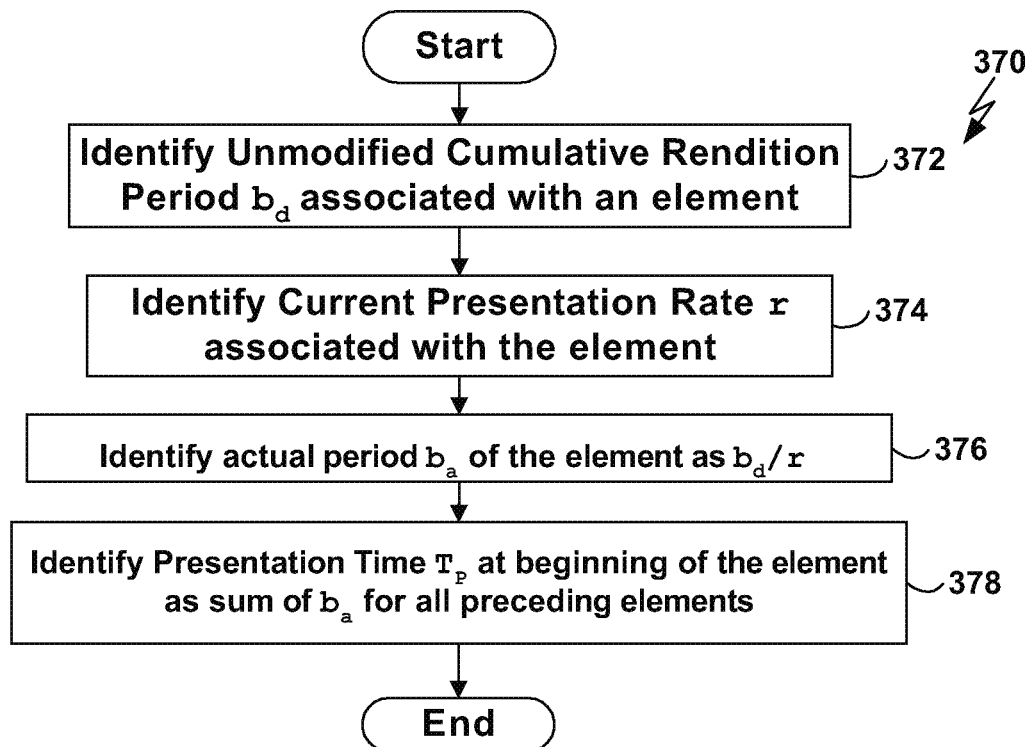 Start
370
Identify Unmodified Cumulative Rendition
Period b_d associated with an element
372
Identify Current Presentation Rate r
associated with the element
374
Identify actual period b_a of the element as b_d/r
376
Identify Presentation Time T_P at beginning of the element
as sum of b_a for all preceding elements
378
End